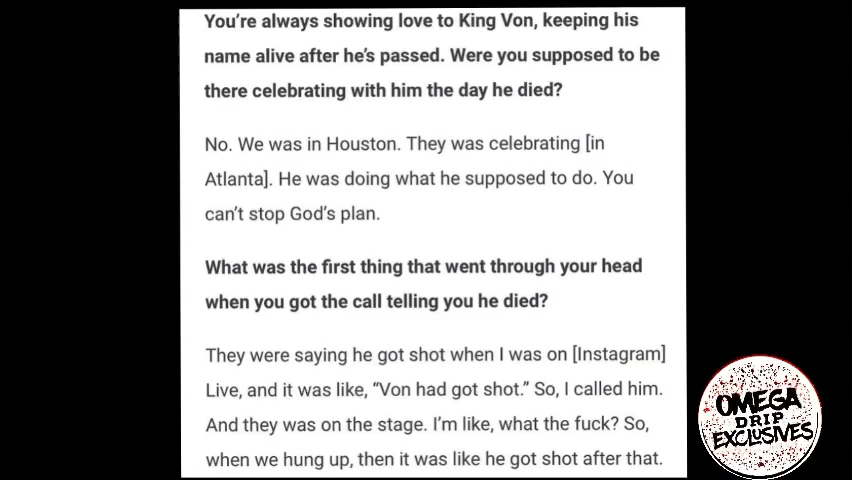 You're always showing love to King Von, keeping his
name alive after he's passed. Were you supposed to be
there celebrating with him the day he died?
No. We was in Houston. They was celebrating [in
Atlanta]. He was doing what he supposed to do. You
can't stop God's plan.
What was the first thing that went through your head
when you got the call telling you he died?
They were saying he got shot when I was on [Instagram]
Live, and it was like, “Von had got shot.” So, I called him.
And they was on the stage. I'm like, what the fuck? So,
when we hung up, then it was like he got shot after that.
OMEGA
DRIP
EXCLUSIVES